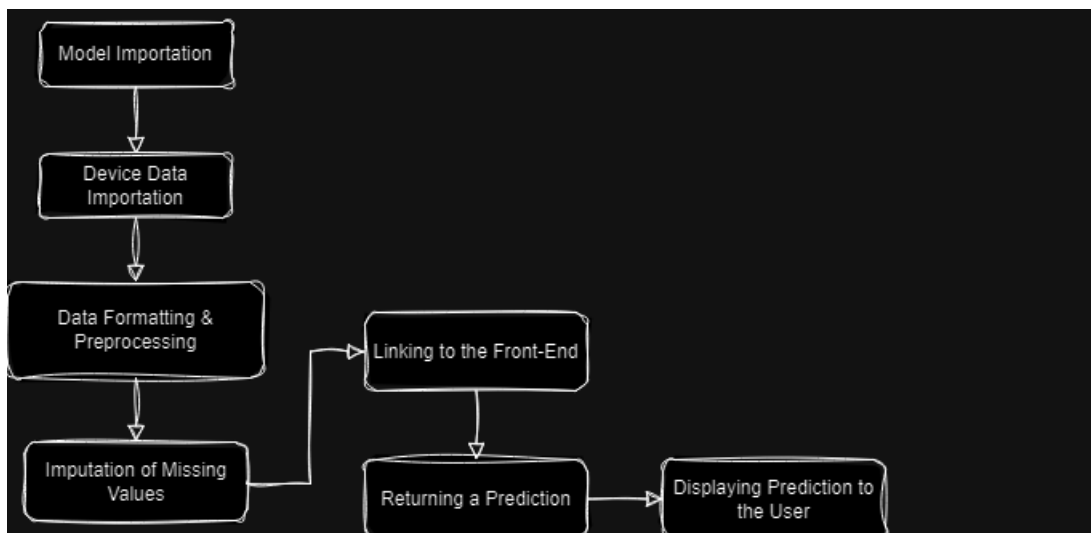 Model Importation
Device Data
Importation
Data Formatting &
Preprocessing
Imputation of Missing
Values
Linking to the Front-End
Returning a Prediction
Displaying Prediction to
the User